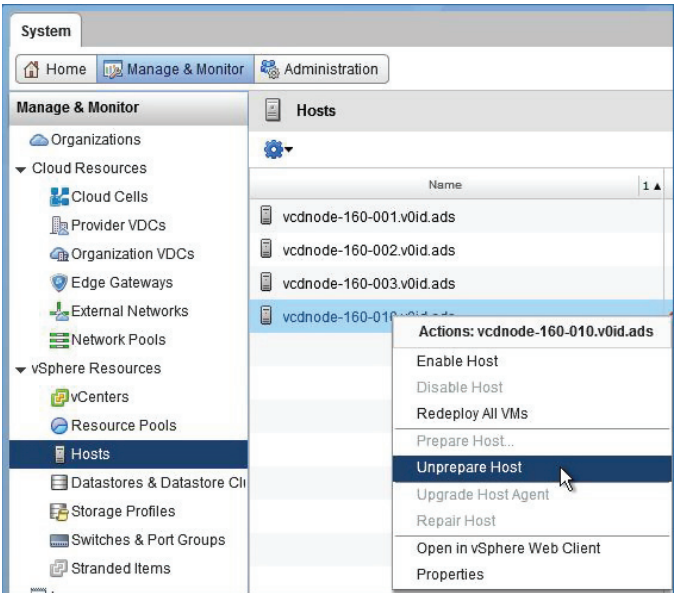 System
Home
Manage & Monitor
Administration
Manage & Monitor
Organizations
Cloud Resources
Cloud Cells
Provider VDCs
Organization VDCs
Edge Gateways
External Networks
Network Pools
vSphere Resources
vCenters
Resource Pools
Hosts
Datastores & Datastore Clu
Storage Profiles
Switches & Port Groups
Stranded Items
Hosts
Name
1
vcdnode-160-001.v0id.ads
vcdnode-160-002.v0id.ads
vcdnode-160-003.v0id.ads
vcdnode-160-010.v0id.ads
Actions: vcdnode-160-010.v0id.ads
Enable Host
Disable Host
Redeploy All VMs
Prepare Host...
Unprepare Host
Upgrade Host Agent
Repair Host
Open in vSphere Web Client
Properties